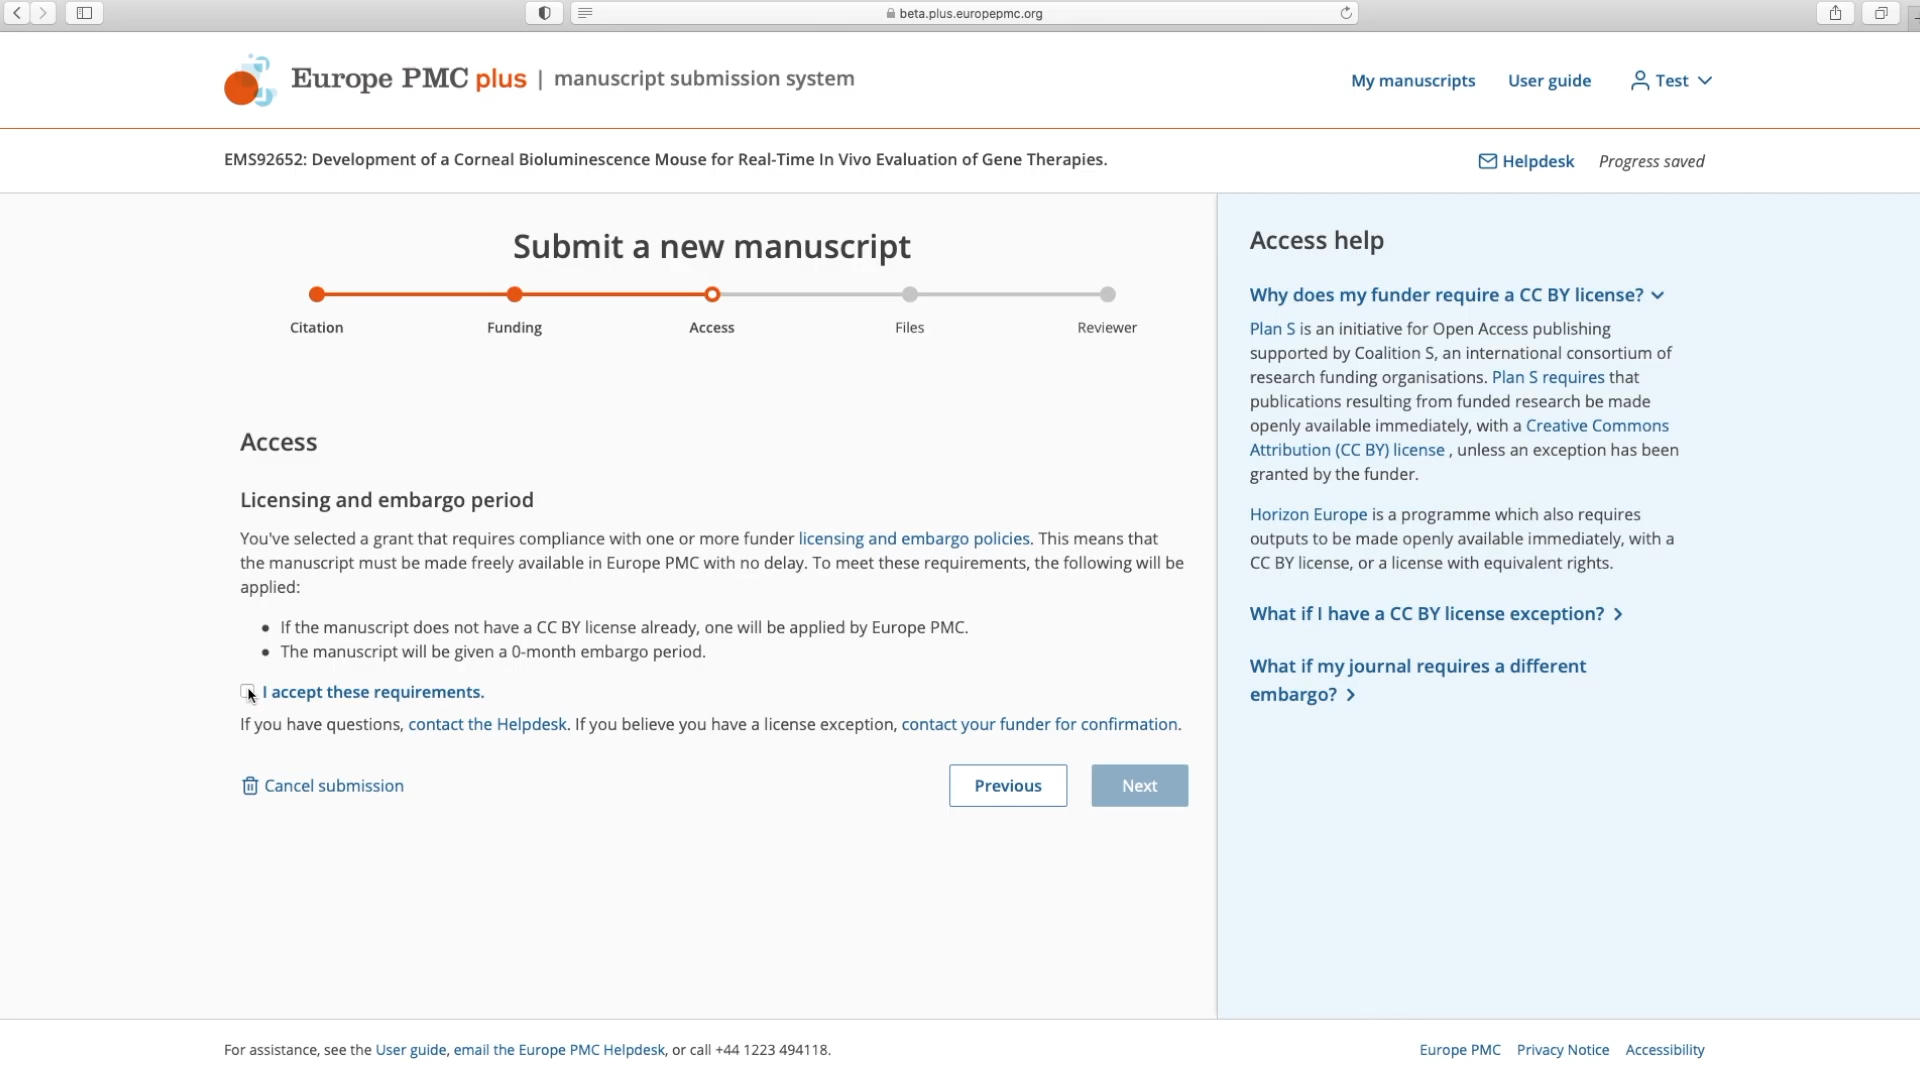 beta.plus.europepmc.org
Europe PMC plus | manuscript submission system
My manuscripts
User guide
Test
EMS92652: Development of a Corneal Bioluminescence Mouse for Real-Time In Vivo Evaluation of Gene Therapies.
Helpdesk
Progress saved
Submit a new manuscript
Citation
Funding
Access
Files
Reviewer
Access
Licensing and embargo period
You've selected a grant that requires compliance with one or more funder licensing and embargo policies. This means that
the manuscript must be made freely available in Europe PMC with no delay. To meet these requirements, the following will be
applied:
• If the manuscript does not have a CC BY license already, one will be applied by Europe PMC.
• The manuscript will be given a 0-month embargo period.
I accept these requirements.
If you have questions, contact the Helpdesk. If you believe you have a license exception, contact your funder for confirmation.
Cancel submission
Previous
Next
Access help
Why does my funder require a CC BY license?
Plan S is an initiative for Open Access publishing
supported by Coalition S, an international consortium of
research funding organisations. Plan S requires that
publications resulting from funded research be made
openly available immediately, with a Creative Commons
Attribution (CC BY) license , unless an exception has been
granted by the funder.
Horizon Europe is a programme which also requires
outputs to be made openly available immediately, with a
CC BY license, or a license with equivalent rights.
What if I have a CC BY license exception?
What if my journal requires a different
embargo?
For assistance, see the User guide, email the Europe PMC Helpdesk, or call +44 1223 494118.
Europe PMC
Privacy Notice
Accessibility